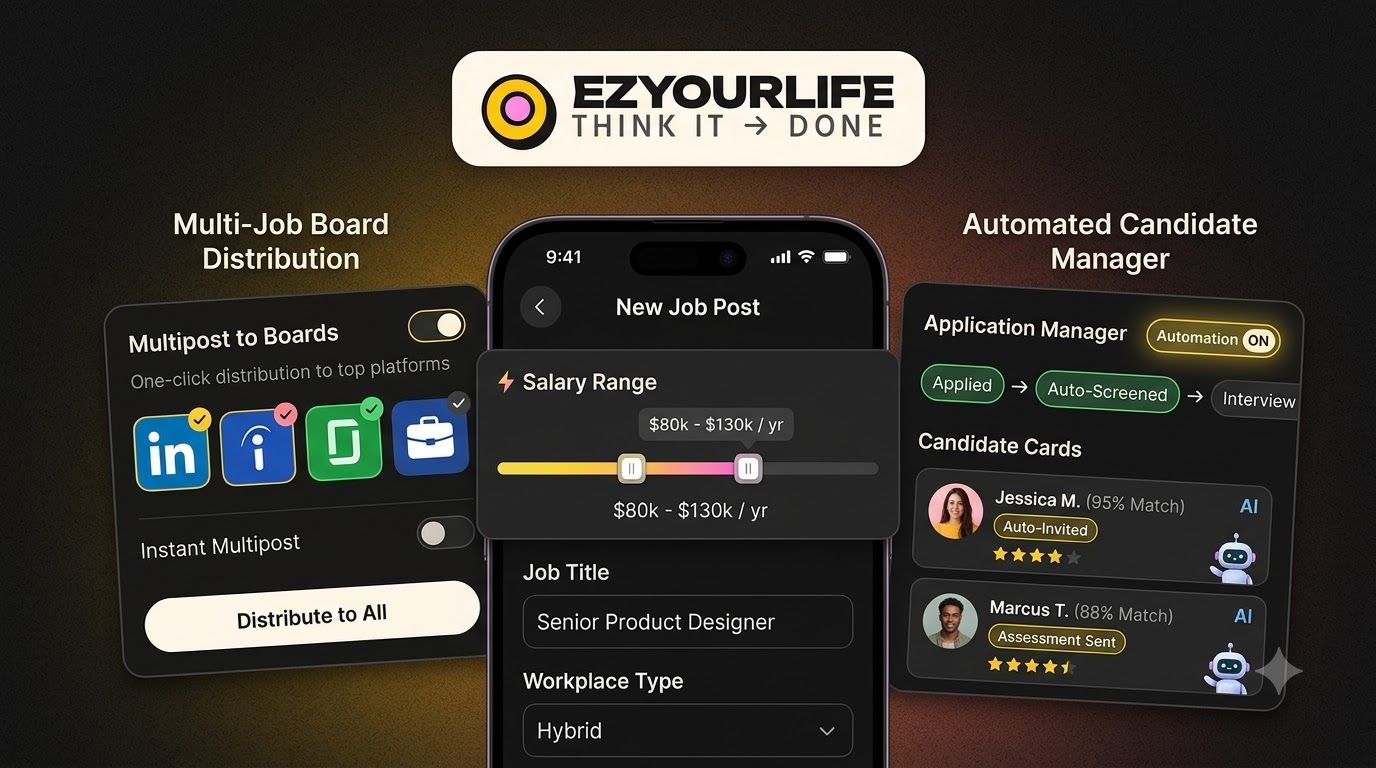 EZYOURLIFE
THINK IT → DONE
Multi-Job Board
Distribution
Multipost to Boards
One-click distribution to top platforms
in
i
Instant Multipost
Distribute to All
9:41
New Job Post
Salary Range
$80k - $130k / yr
$80k - $130k / yr
Job Title
Senior Product Designer
Workplace Type
Hybrid
Automated Candidate
Manager
Application Manager
Automation ON
Applied → Auto-Screened → Interview
Candidate Cards
Jessica M. (95% Match)
AI
Auto-Invited
Marcus T. (88% Match)
AI
Assessment Sent